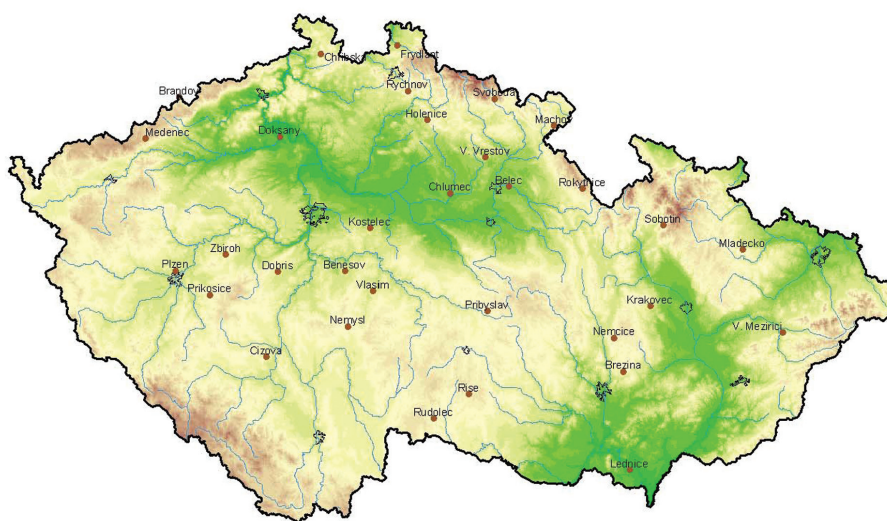 Chribska
Frydlant
Rychnov
Brandov
Svoboda
Holenice
Machov
Medenec
Doksany
V. Vrestov
Chlumec
Belec
Rokytnice
Kostelec
Sobotin
Zbiroh
Mladecko
Plzen
Dobris
Benesov
Prikosice
Vlasim
Pribyslav
Krakovec
Nemysl
Nemcice
V. Mezirici
Cizova
Brezina
Rise
Rudolec
Lednice